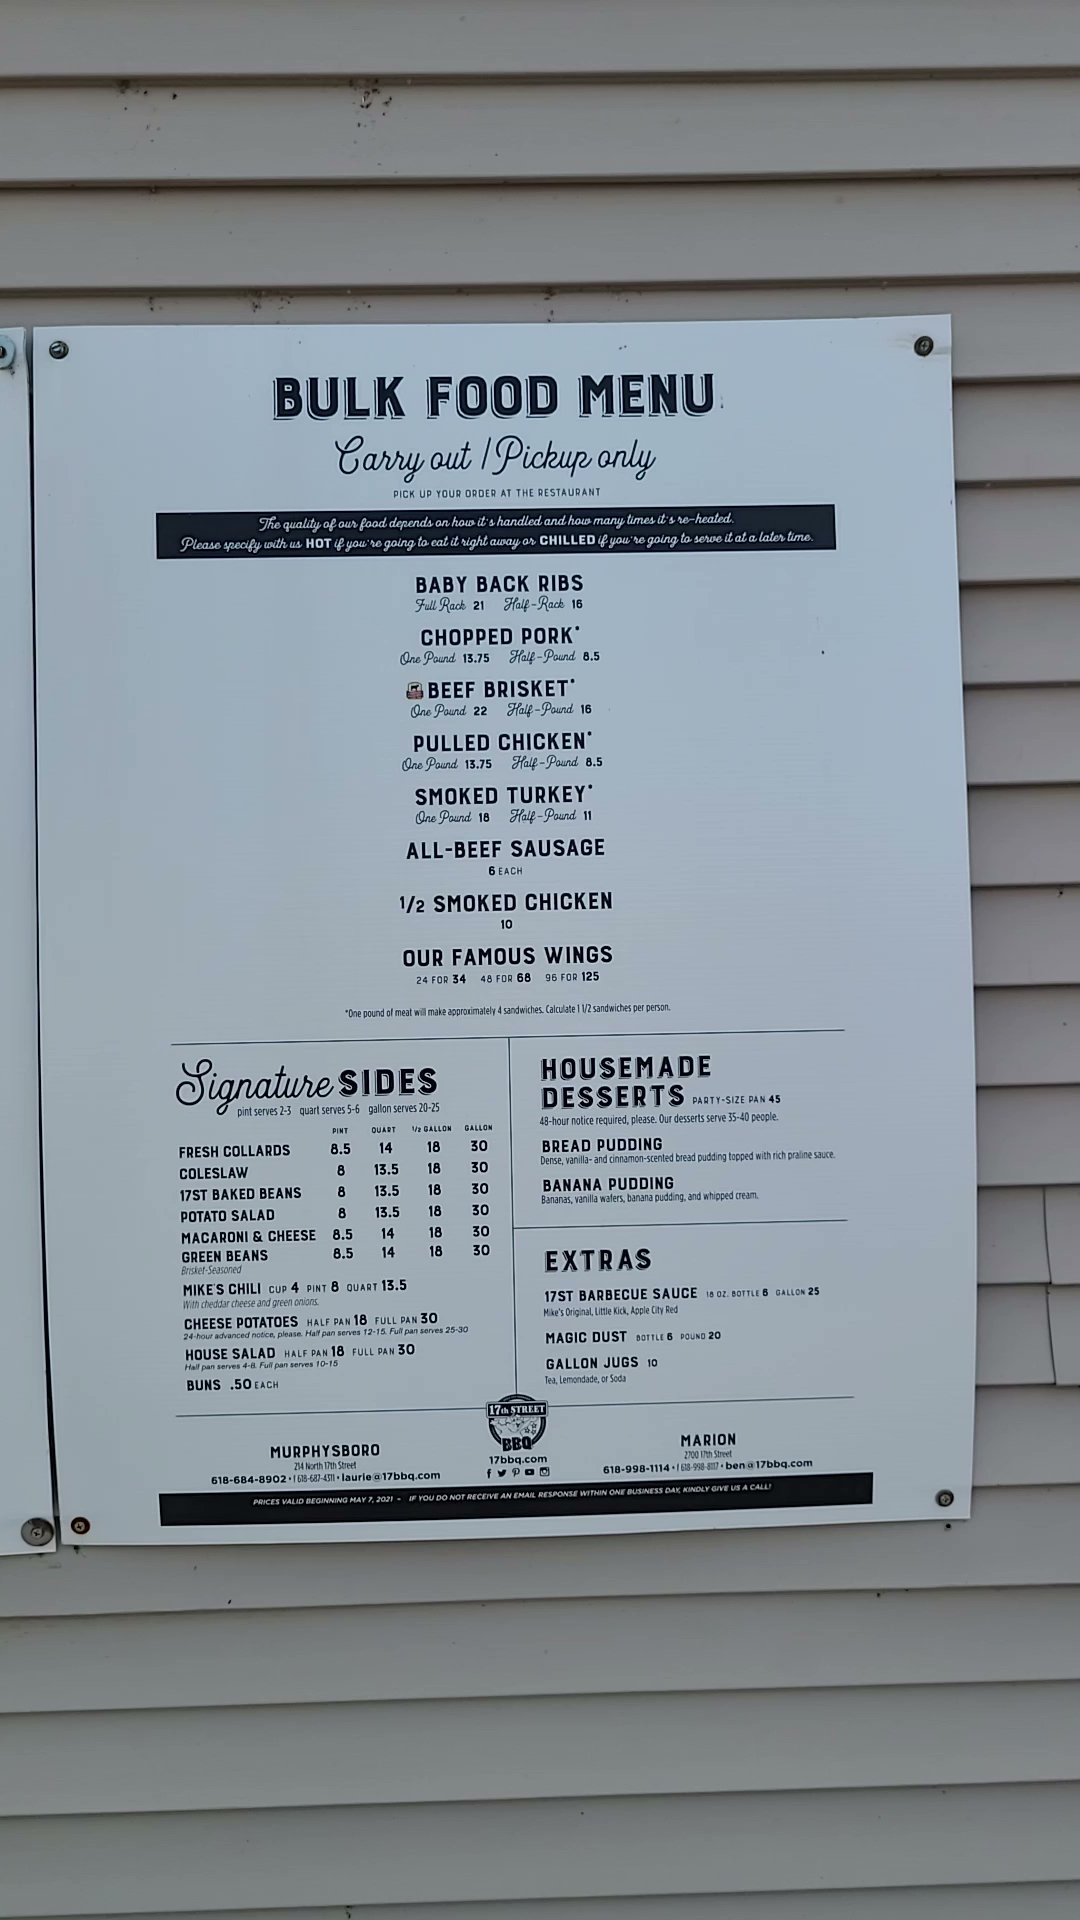 BULK FOOD MENU
Carry out / Pickup only
PICK UP YOUR ORDER AT THE RESTAURANT
The quality of our food depends on how it's handled and how many times it's re-heated.
Please specify with us HOT if you're going to eat it right away or CHILLED if you're going to serve it at a later time.
BABY BACK RIBS
Full Rack 21 Half-Rack 16
CHOPPED PORK*
One Pound 13.75 Half-Pound 8.5
BEEF BRISKET*
One Pound 22 Half-Pound 16
PULLED CHICKEN*
One Pound 13.75 Half-Pound 8.5
SMOKED TURKEY*
One Pound 18 Half-Pound 11
ALL-BEEF SAUSAGE
6 EACH
1/2 SMOKED CHICKEN
10
OUR FAMOUS WINGS
24 FOR 34 48 FOR 68 96 FOR 125
*One pound of meat will make approximately 4 sandwiches. Calculate 1 1/2 sandwiches per person.
Signature SIDES
pint serves 2-3 quart serves 5-6 gallon serves 20-25
PINT QUART 1/2 GALLON GALLON
FRESH COLLARDS 8.5 14 18 30
COLESLAW 8 13.5 18 30
17ST BAKED BEANS 8 13.5 18 30
POTATO SALAD 8 13.5 18 30
MACARONI & CHEESE 8.5 14 18 30
GREEN BEANS 8.5 14 18 30
Brisket-Seasoned
MIKE'S CHILI CUP 4 PINT 8 QUART 13.5
With cheddar cheese and green onions.
CHEESE POTATOES HALF PAN 18 FULL PAN 30
24-hour advanced notice, please. Half pan serves 12-15. Full pan serves 25-30
HOUSE SALAD HALF PAN 18 FULL PAN 30
Half pan serves 4-8. Full pan serves 10-15
BUNS .50 EACH
HOUSEMADE
DESSERTS PARTY-SIZE PAN 45
48-hour notice required, please. Our desserts serve 35-40 people.
BREAD PUDDING
Dense, vanilla- and cinnamon-scented bread pudding topped with rich praline sauce.
BANANA PUDDING
Bananas, vanilla wafers, banana pudding, and whipped cream.
EXTRAS
17ST BARBECUE SAUCE 18 OZ. BOTTLE 6 GALLON 25
Mike's Original, Little Kick, Apple City Red
MAGIC DUST BOTTLE 6 POUND 20
GALLON JUGS 10
Tea, Lemondade, or Soda
MURPHYSBORO
214 North 17th Street
618-684-8902 • f 618-687-4311 • laurie@17bbq.com
17th STREET
BBQ
17bbq.com
MARION
2700 17th Street
618-998-1114 • f 618-998-8117 • ben@17bbq.com
PRICES VALID BEGINNING MAY 7, 2021 - IF YOU DO NOT RECEIVE AN EMAIL RESPONSE WITHIN ONE BUSINESS DAY, KINDLY GIVE US A CALL!